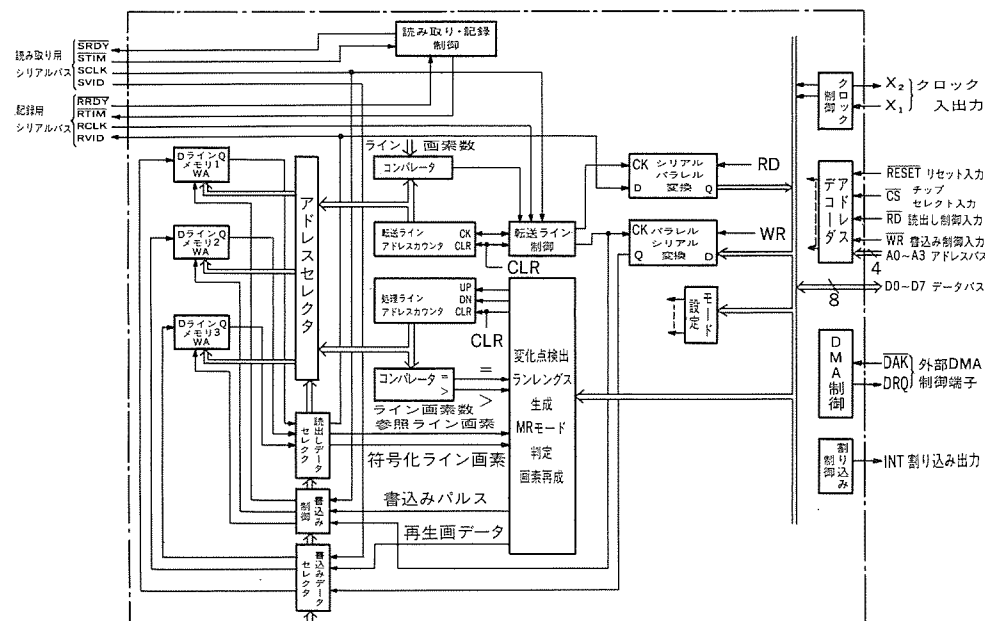 読み取り用
シリアルバス
SRDY
STIM
SCLK
SVID
記録用
シリアルバス
RRDY
RTIM
RCLK
RVID
読み取り・記録
制御
ライン 画素数
コンパレータ
DラインQ
メモリ1
WA
DラインQ
メモリ2
WA
DラインQ
メモリ3
WA
アドレスセレクタ
転送ライン
アドレスカウンタ
CK
CLR
転送ライン
制御
CLR
処理ライン
アドレスカウンタ
UP
DN
CLR
CLR
コンパレータ
=
>
=
>
ライン画素数
参照ライン画素
符号化ライン画素
書込みパルス
再生画データ
変化点検出
ランレングス
生成
MRモード
判定
画素再成
読出しデータ
セレクタ
書込み
制御
書込みデータ
セレクタ
CK シリアル
パラレル
D 変換 Q
RD
CK パラレル
シリアル
Q 変換 D
WR
モード
設定
クロック
制御
X₂
X₁
クロック
入出力
アドレス
デコーダ
RESET リセット入力
CS チップ
セレクト入力
RD 読出し制御入力
WR 書込み制御入力
A0~A3 アドレスバス
4
D0~D7 データバス
8
DMA制御
DAK
DRQ
外部DMA
制御端子
割り込み
制御
INT 割り込み出力